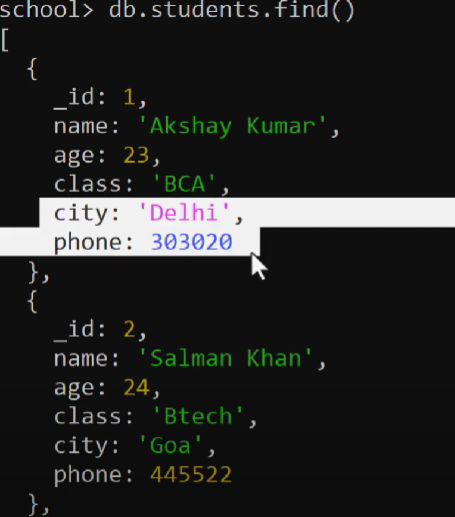 school> db.students.find()
[
{
_id: 1,
name: 'Akshay Kumar',
age: 23,
class: 'BCA',
city: 'Delhi',
phone: 303020
},
{
_id: 2,
name: 'Salman Khan',
age: 24,
class: 'Btech',
city: 'Goa',
phone: 445522
},